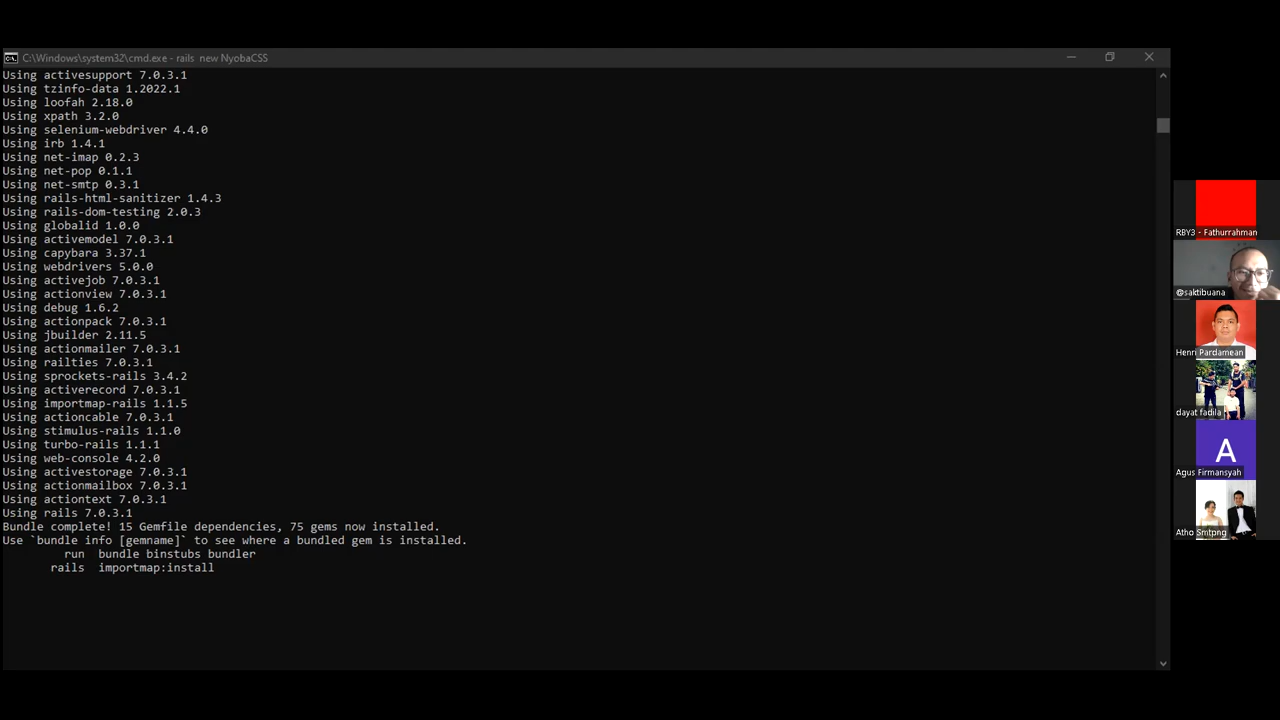 C:\Windows\system32\cmd.exe - rails  new NyobaCSS
Using activesupport 7.0.3.1
Using tzinfo-data 1.2022.1
Using loofah 2.18.0
Using xpath 3.2.0
Using selenium-webdriver 4.4.0
Using irb 1.4.1
Using net-imap 0.2.3
Using net-pop 0.1.1
Using net-smtp 0.3.1
Using rails-html-sanitizer 1.4.3
Using rails-dom-testing 2.0.3
Using globalid 1.0.0
Using activemodel 7.0.3.1
Using capybara 3.37.1
Using webdrivers 5.0.0
Using activejob 7.0.3.1
Using actionview 7.0.3.1
Using debug 1.6.2
Using actionpack 7.0.3.1
Using jbuilder 2.11.5
Using actionmailer 7.0.3.1
Using railties 7.0.3.1
Using sprockets-rails 3.4.2
Using activerecord 7.0.3.1
Using importmap-rails 1.1.5
Using actioncable 7.0.3.1
Using stimulus-rails 1.1.0
Using turbo-rails 1.1.1
Using web-console 4.2.0
Using activestorage 7.0.3.1
Using actionmailbox 7.0.3.1
Using actiontext 7.0.3.1
Using rails 7.0.3.1
Bundle complete! 15 Gemfile dependencies, 75 gems now installed.
Use `bundle info [gemname]` to see where a bundled gem is installed.
run  bundle binstubs bundler
rails  importmap:install
RBY3 - Fathurrahman
@saktibuana
Henri Pardamean
dayat fadila
A
Agus Firmansyah
Atho Smtpng